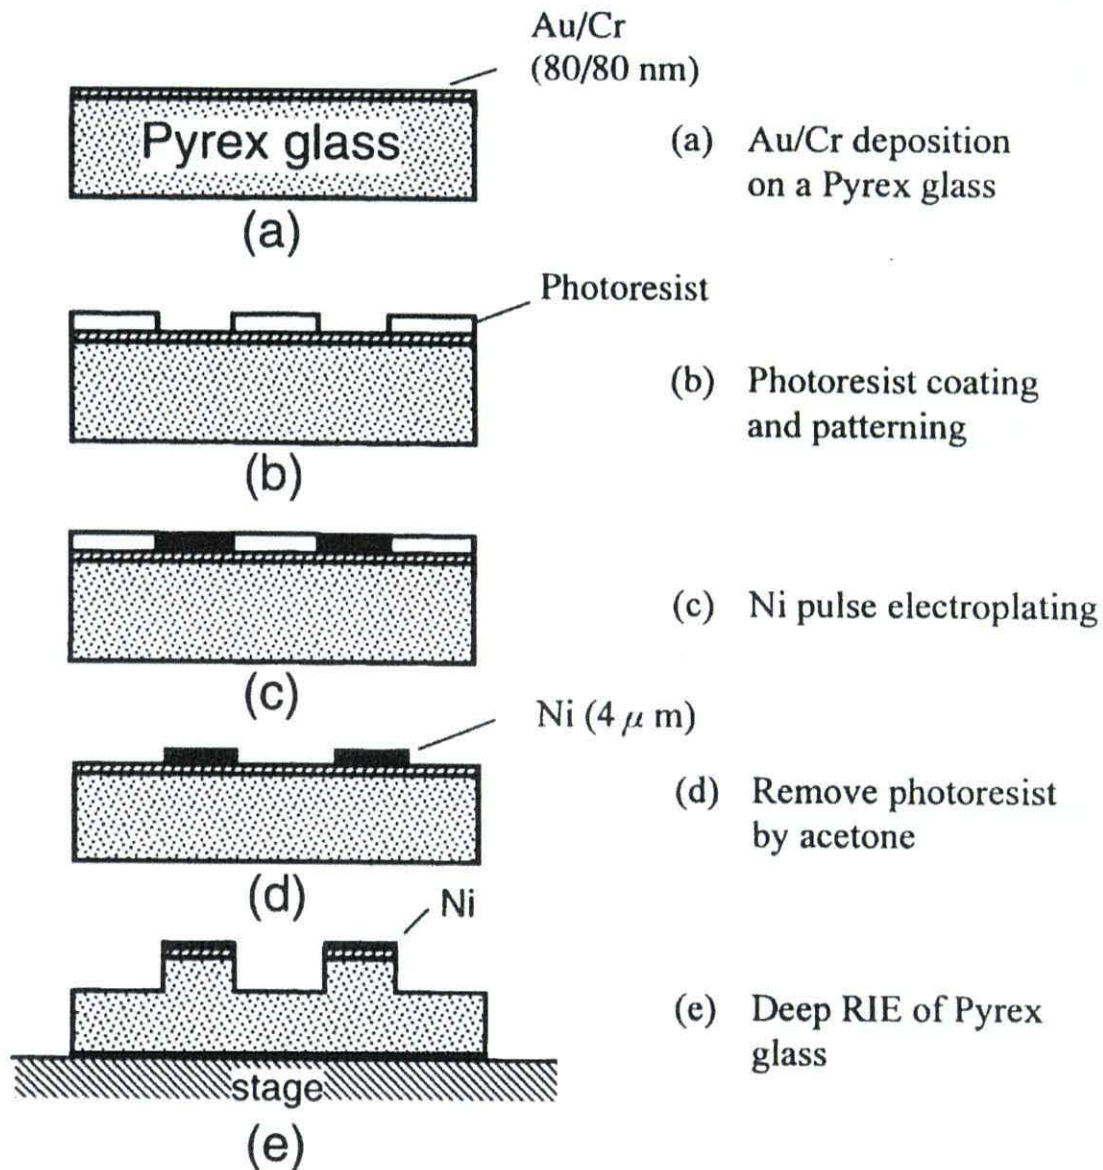 Au/Cr
(80/80 nm)
Pyrex glass
(a)
(a) Au/Cr deposition
on a Pyrex glass
Photoresist
(b)
(b) Photoresist coating
and patterning
(c)
(c) Ni pulse electroplating
Ni (4 μ m)
(d)
(d) Remove photoresist
by acetone
Ni
stage
(e)
(e) Deep RIE of Pyrex
glass